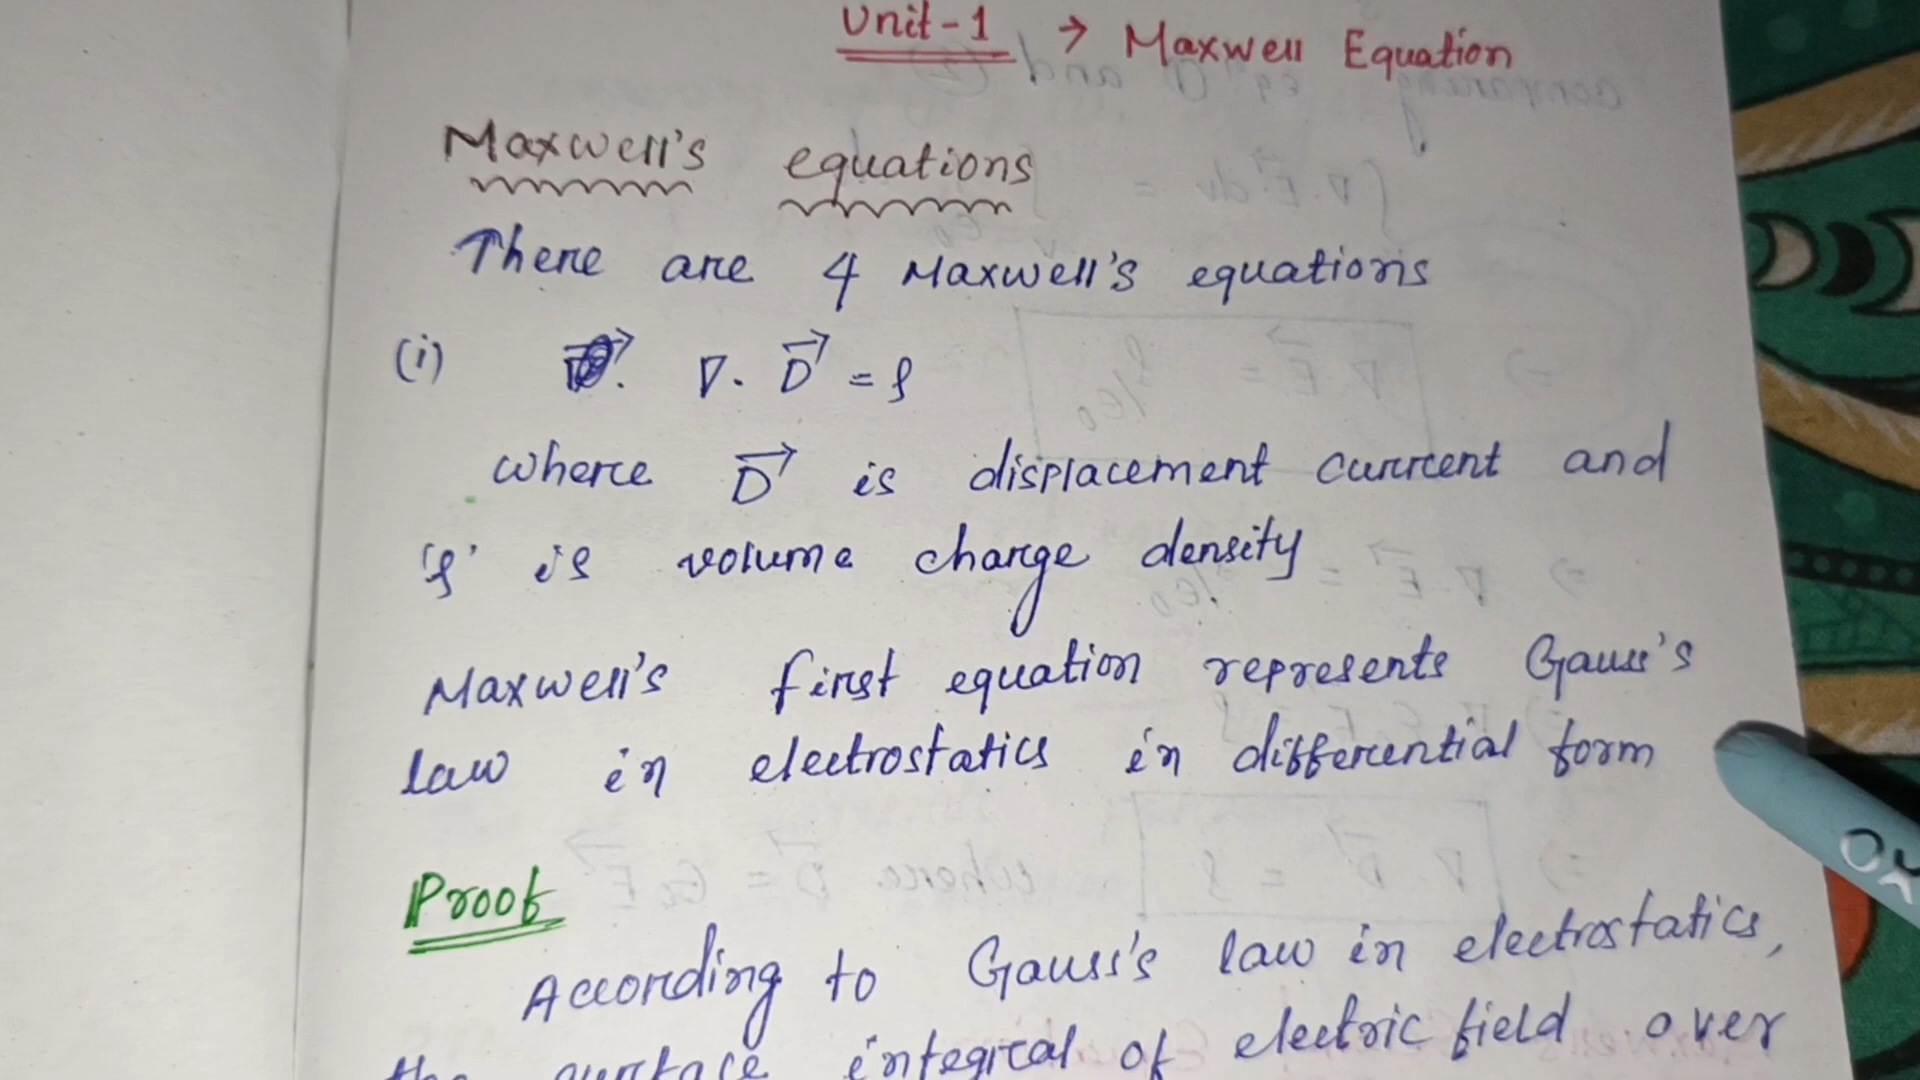 Unit-1 → Maxwell Equation
Maxwell's equations
There are 4 Maxwell's equations
(i) ∇. D⃗ = ρ
where D⃗ is displacement current and
'ρ' is volume charge density
Maxwell's first equation represents Gauss's
law in electrostatics in differential form
Proof
According to Gauss's law in electrostatics,
the surface integral of electric field over